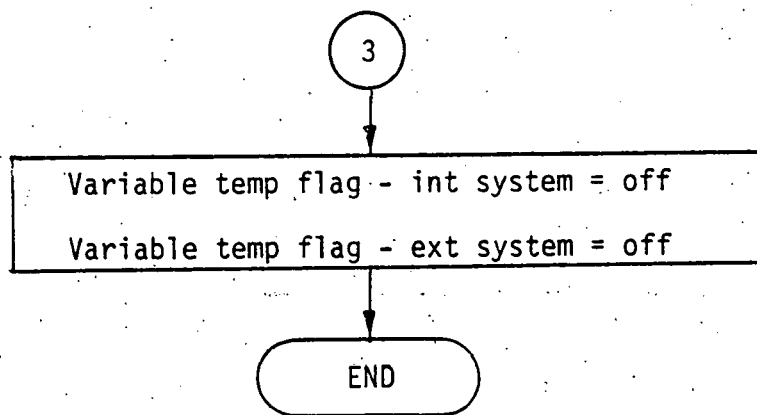 3
Variable temp flag - int system = off
Variable temp flag - ext system = off
END